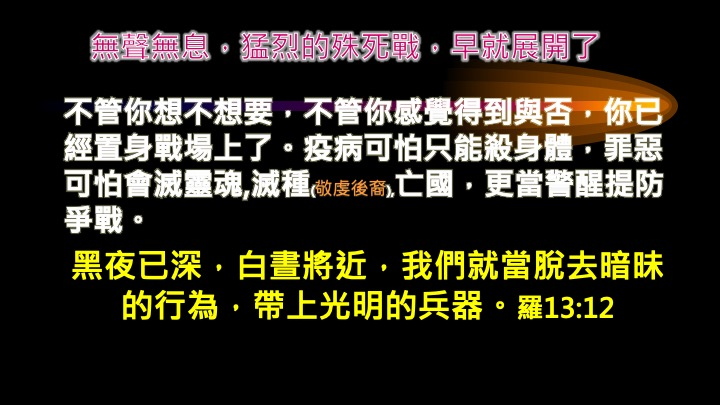 無聲無息，猛烈的殊死戰，早就展開了
不管你想不想要，不管你感覺得到與否，你已
經置身戰場上了。疫病可怕只能殺身體，罪惡
可怕會滅靈魂,滅種(敬虔後裔),亡國，更當警醒提防
爭戰。
黑夜已深，白晝將近，我們就當脫去暗昧
的行為，帶上光明的兵器。羅13:12